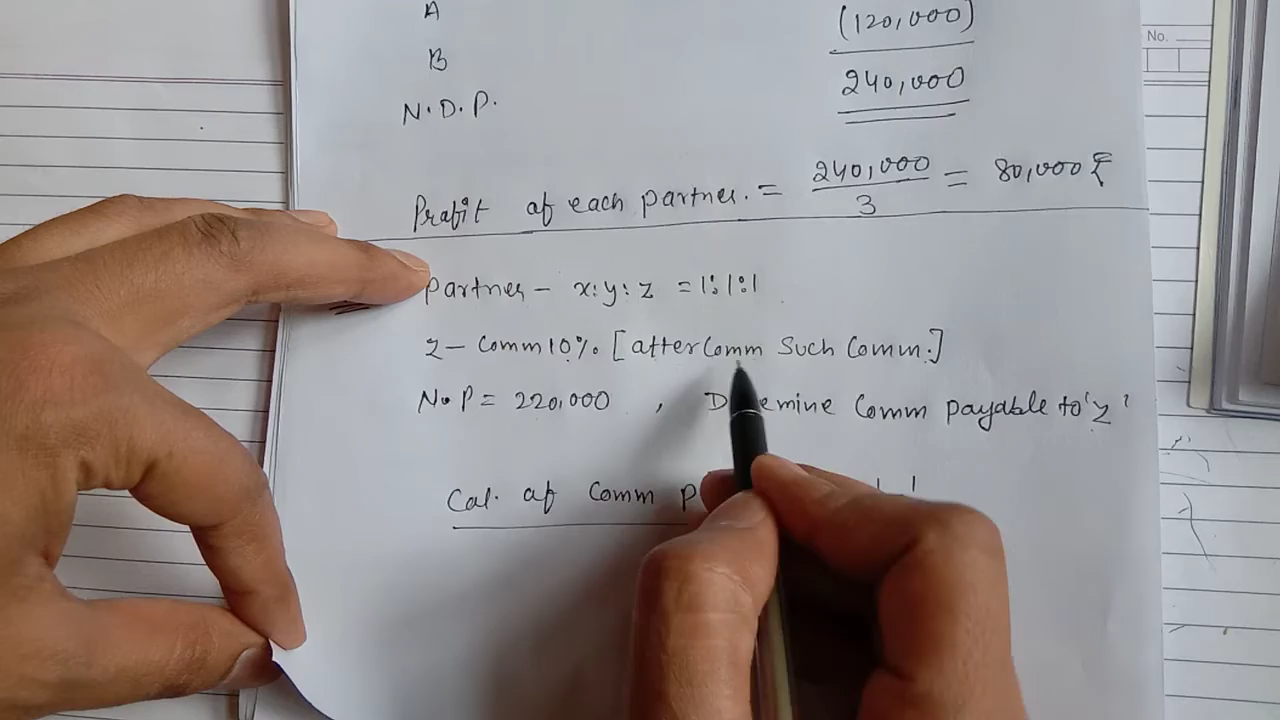 A
(120,000)
No.
B
240,000
N.D.P.
Profit of each partner. = 240,000 / 3 = 80,000 ₹
Partner - x:y:z = 1:1:1
z - Comm 10% [after Comm Such Comm.]
N.P = 220,000 , Comm payable to 'z'
Cal. of Comm